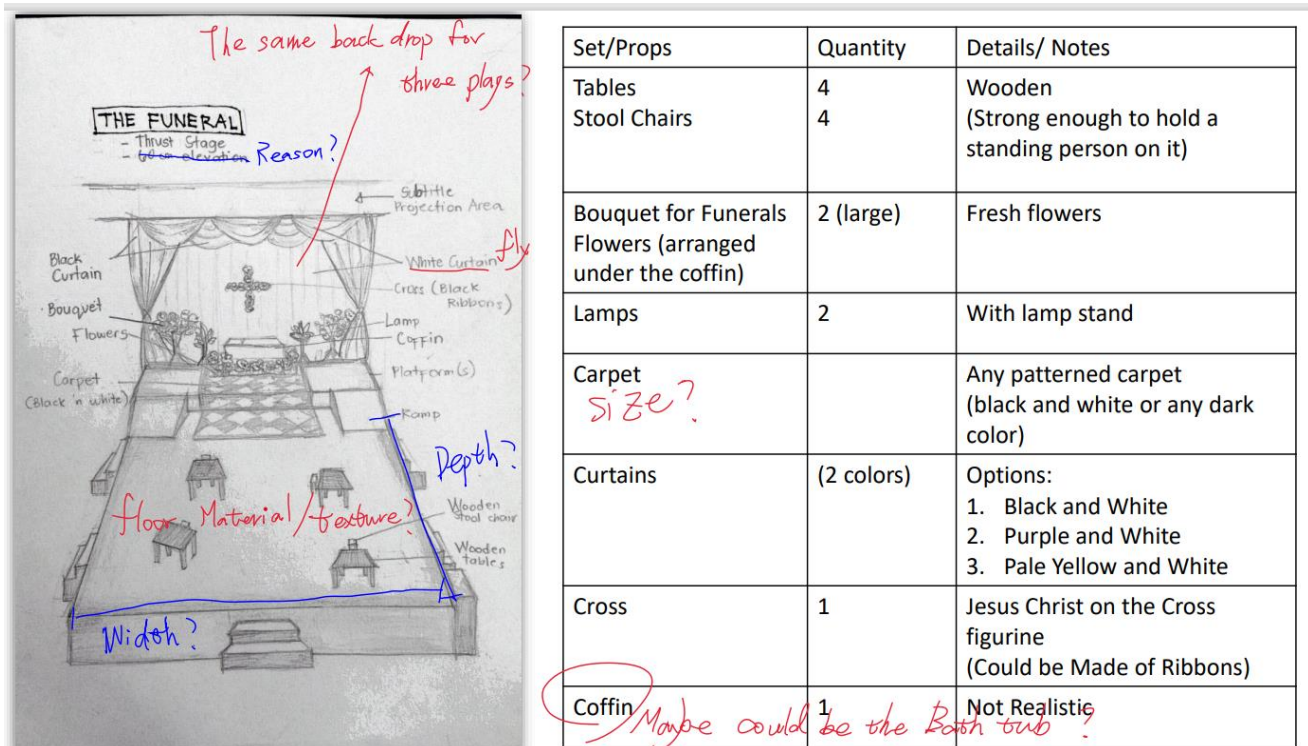 The same back drop for
three plays?
THE FUNERAL
- Thrust Stage
- 60cm elevation Reason?
Subtitle
Projection Area
Black
Curtain
White Curtain fly
Cross (Black
Ribbons)
Bouquet
Flowers
Lamp
Coffin
Platform(s)
Carpet
(Black 'n white)
Ramp
Depth?
floor Material/texture?
Wooden
Stool chair
Wooden
tables
Width?
Set/Props Quantity Details/ Notes
Tables 4 Wooden
Stool Chairs 4 (Strong enough to hold a
standing person on it)
Bouquet for Funerals 2 (large) Fresh flowers
Flowers (arranged
under the coffin)
Lamps 2 With lamp stand
Carpet Any patterned carpet
size? (black and white or any dark
color)
Curtains (2 colors) Options:
1. Black and White
2. Purple and White
3. Pale Yellow and White
Cross 1 Jesus Christ on the Cross
figurine
(Could be Made of Ribbons)
Coffin 1 Not Realistic
Maybe could be the Bath tub?